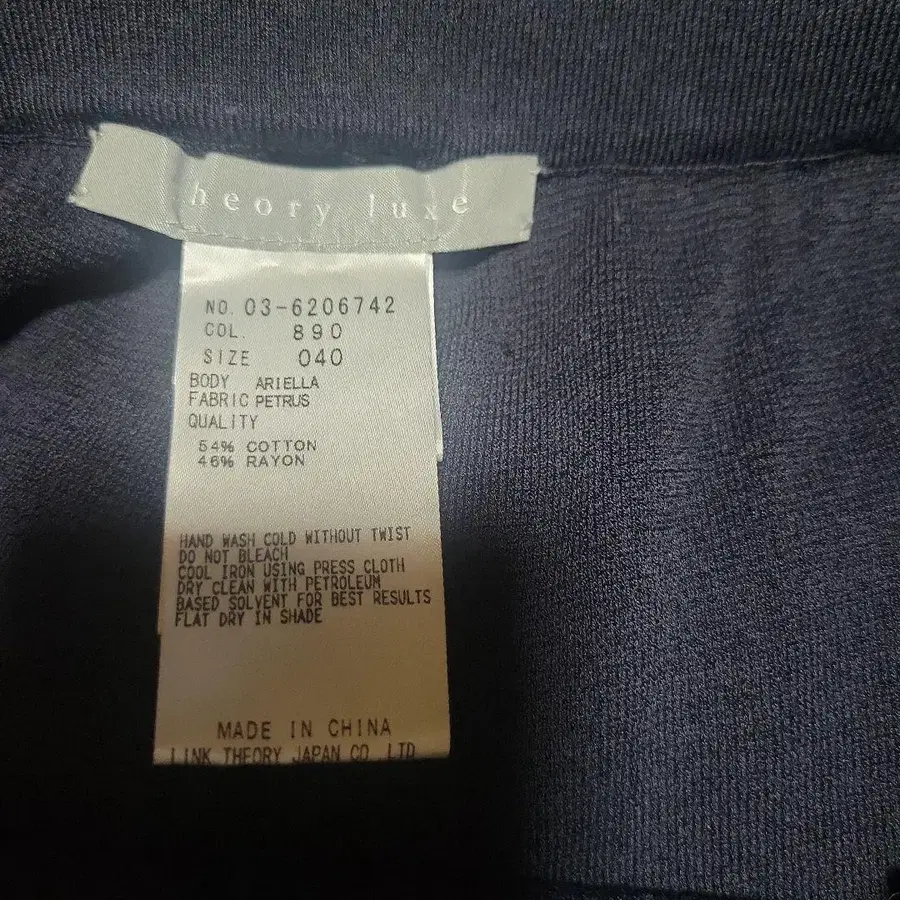 theory luxe
NO. 03-6206742
COL. 890
SIZE 040
BODY ARIELLA
FABRIC PETRUS
QUALITY
54% COTTON
46% RAYON
HAND WASH COLD WITHOUT TWIST
DO NOT BLEACH
COOL IRON USING PRESS CLOTH
DRY CLEAN WITH PETROLEUM
BASED SOLVENT FOR BEST RESULTS
FLAT DRY IN SHADE
MADE IN CHINA
LINK THEORY JAPAN CO.,LTD.